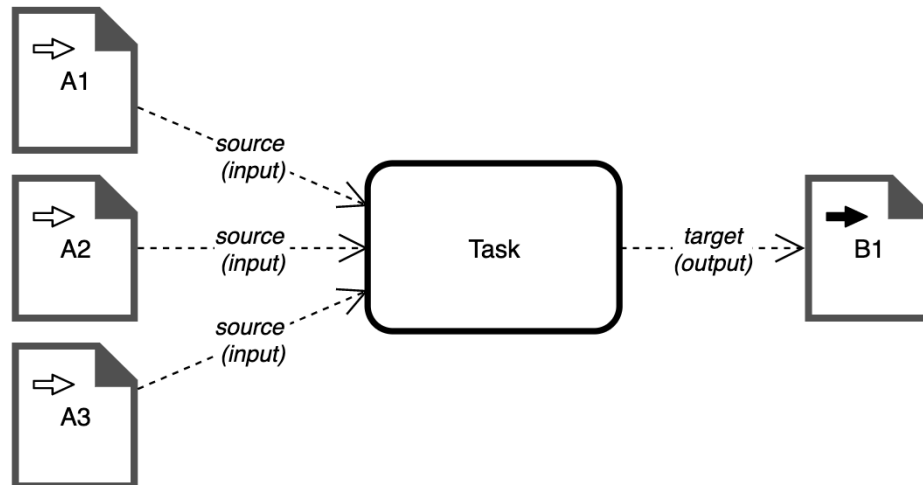 A1
source
(input)
A2
source
(input)
A3
source
(input)
Task
target
(output)
B1